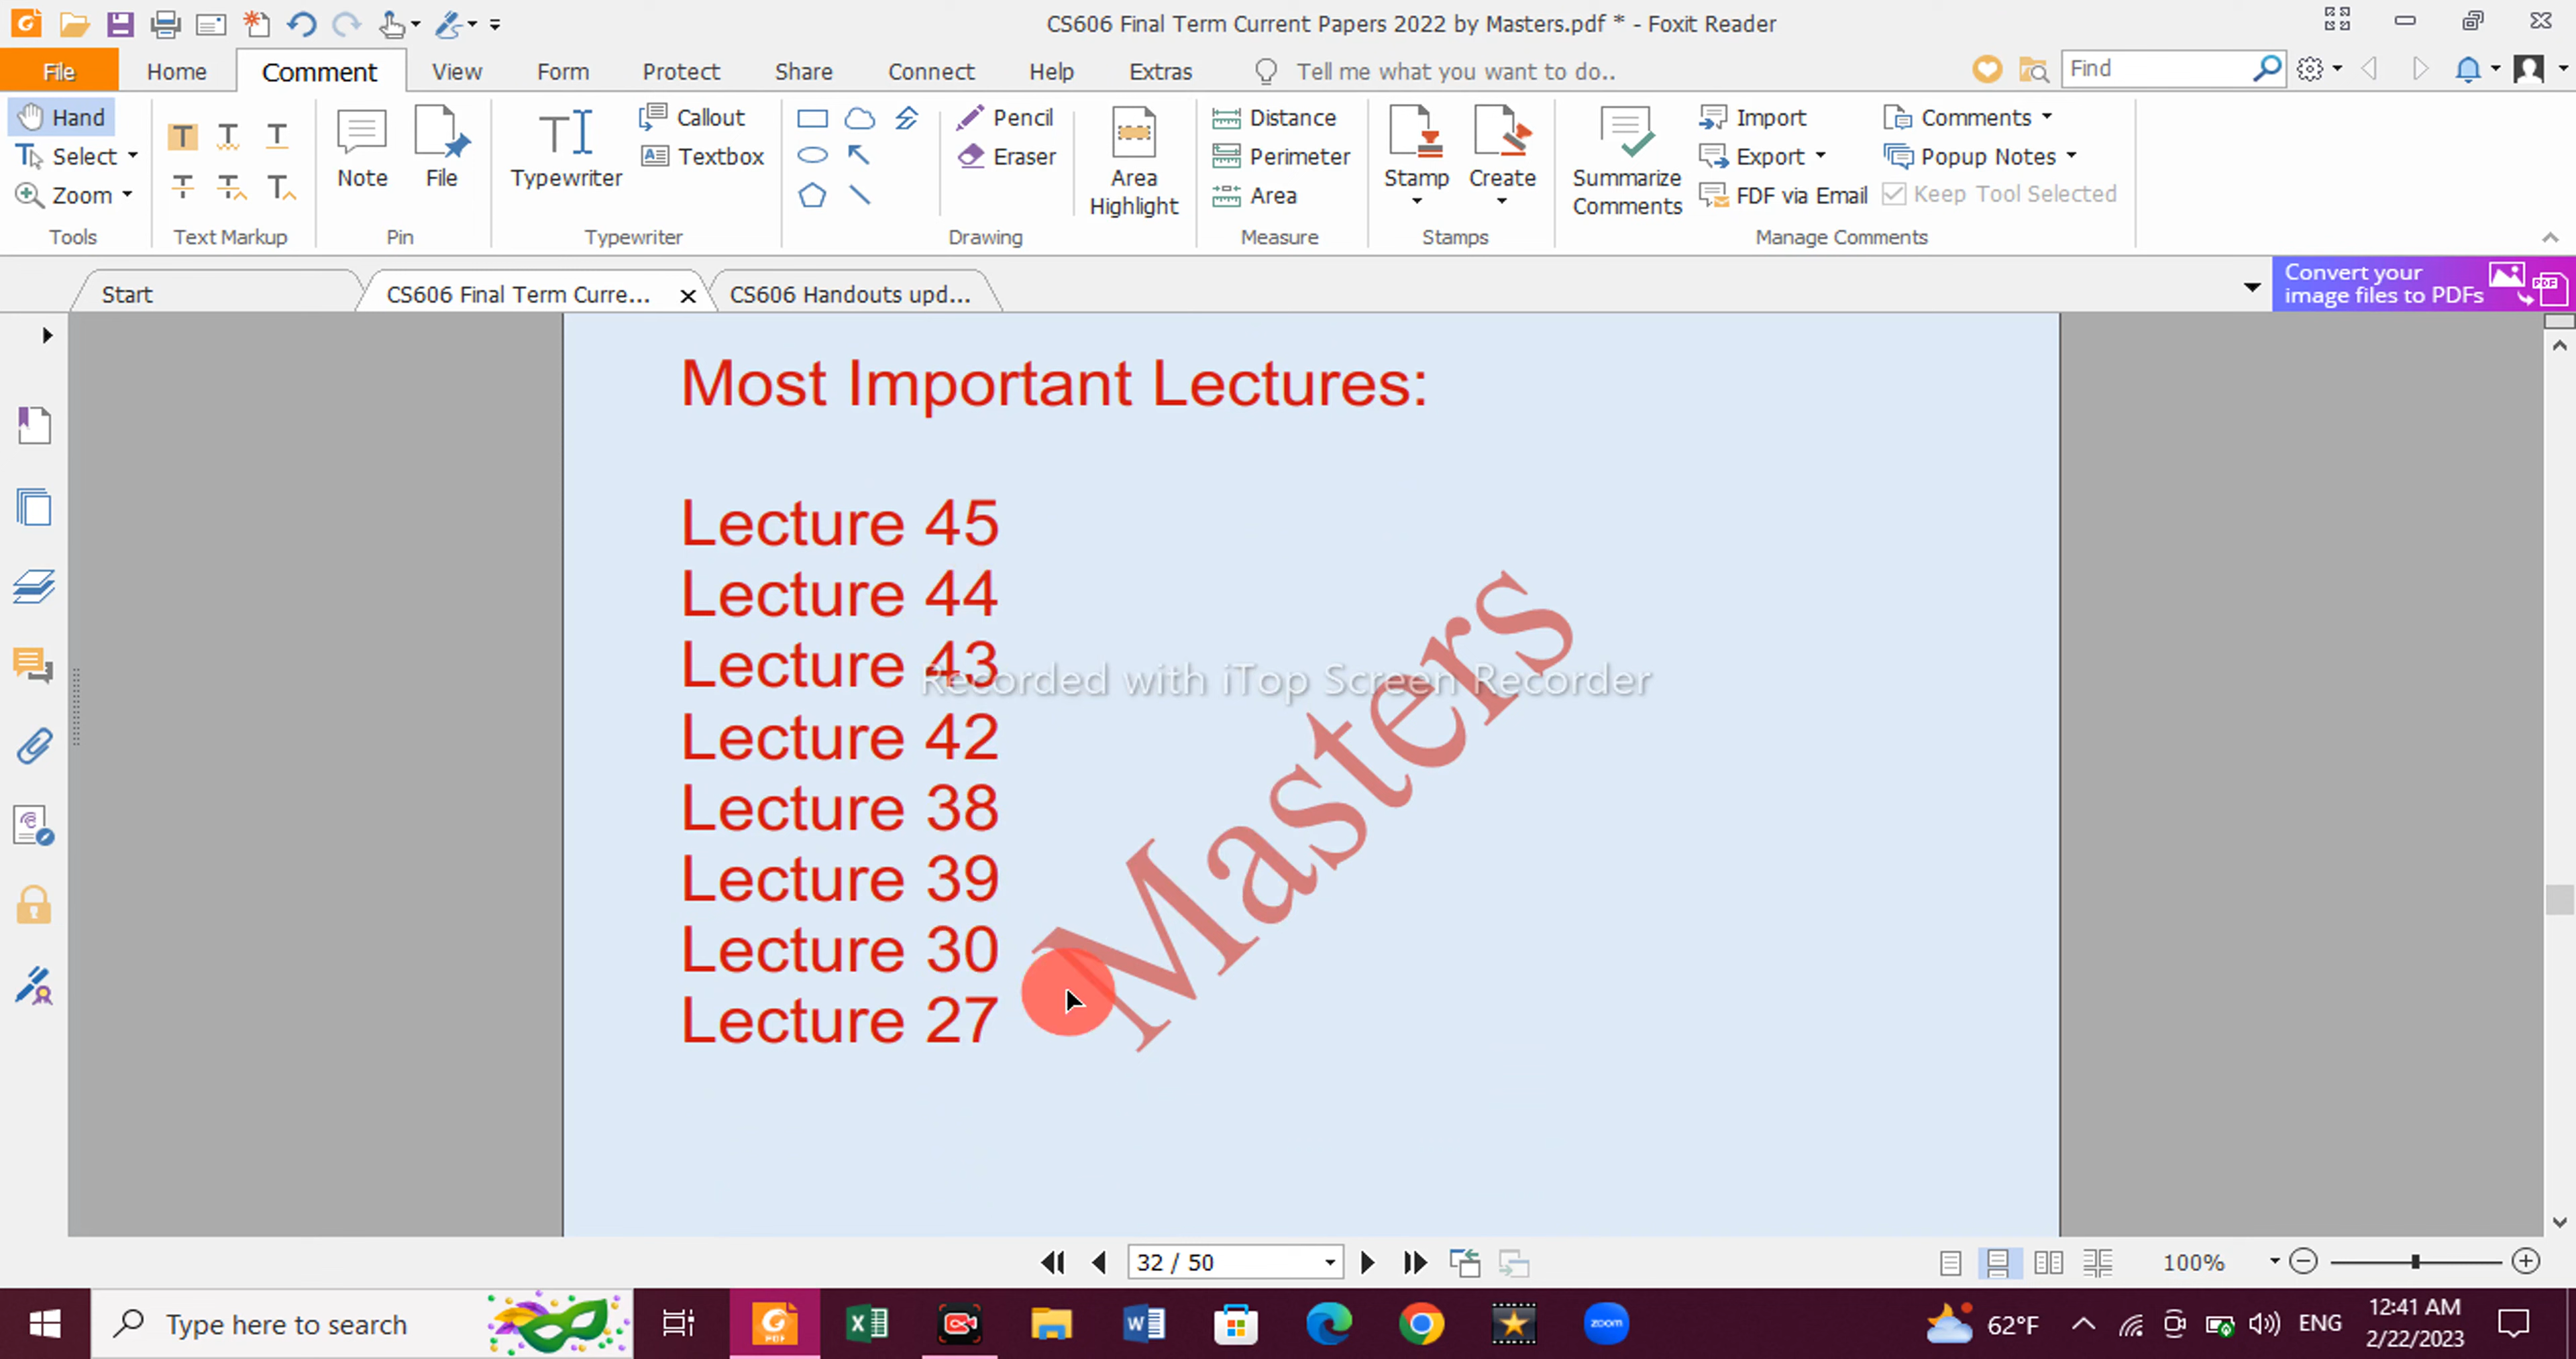 CS606 Final Term Current Papers 2022 by Masters.pdf * - Foxit Reader
File Home Comment View Form Protect Share Connect Help Extras Tell me what you want to do.. Find
Hand
Select
Zoom
Tools
Text Markup
Note
File
Pin
Typewriter
Callout
Textbox
Typewriter
Pencil
Eraser
Area
Highlight
Drawing
Distance
Perimeter
Area
Measure
Stamp
Create
Stamps
Summarize
Comments
Import
Export
FDF via Email
Comments
Popup Notes
Keep Tool Selected
Manage Comments
Start
CS606 Final Term Curre...
CS606 Handouts upd...
Convert your
image files to PDFs
Most Important Lectures:
Lecture 45
Lecture 44
Lecture 43
Lecture 42
Lecture 38
Lecture 39
Lecture 30
Lecture 27
Masters
Recorded with iTop Screen Recorder
32 / 50
100%
Type here to search
PDF
zoom
62°F
ENG
12:41 AM
2/22/2023